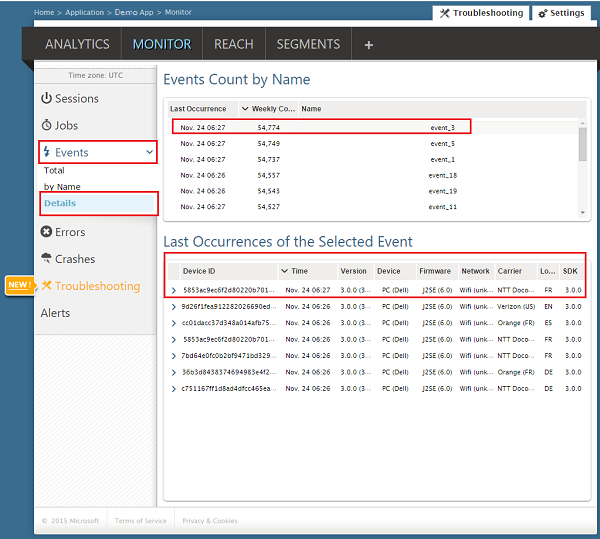 Home > Application > Demo App > Monitor
Troubleshooting
Settings
ANALYTICS MONITOR REACH SEGMENTS +
Time zone: UTC
Sessions
Jobs
Events
Total
by Name
Details
Errors
Crashes
NEW!
Troubleshooting
Alerts
Events Count by Name
Last Occurrence Weekly Co... Name
Nov. 24 06:27 54,774 event_3
Nov. 24 06:27 54,749 event_5
Nov. 24 06:27 54,737 event_1
Nov. 24 06:26 54,557 event_18
Nov. 24 06:26 54,543 event_19
Nov. 24 06:27 54,527 event_11
Last Occurrences of the Selected Event
Device ID Time Version Device Firmware Network Carrier Lo... SDK
5853ac9ec6f2d80220b701... Nov. 24 06:27 3.0.0 (3... PC (Dell) J2SE (6.0) Wifi (unk... NTT Doco... FR 3.0.0
9d26f1fea912282026690ed... Nov. 24 06:26 3.0.0 (3... PC (Dell) J2SE (6.0) Wifi (unk... Verizon (US) EN 3.0.0
cc01dacc37d348a014afb75... Nov. 24 06:26 3.0.0 (3... PC (Dell) J2SE (6.0) Wifi (unk... Orange (FR) ES 3.0.0
5853ac9ec6f2d80220b701... Nov. 24 06:26 3.0.0 (3... PC (Dell) J2SE (6.0) Wifi (unk... NTT Doco... FR 3.0.0
7bd64e0fc0b2bf9471bd329... Nov. 24 06:26 3.0.0 (3... PC (Dell) J2SE (6.0) Wifi (unk... NTT Doco... FR 3.0.0
36b3d8438374694983e4f2... Nov. 24 06:26 3.0.0 (3... PC (Dell) J2SE (6.0) Wifi (unk... Orange (FR) DE 3.0.0
c751167ff1d8ad4dfcc465ea... Nov. 24 06:26 3.0.0 (3... PC (Dell) J2SE (6.0) Wifi (unk... NTT Doco... DE 3.0.0
© 2015 Microsoft Terms of Service Privacy & Cookies